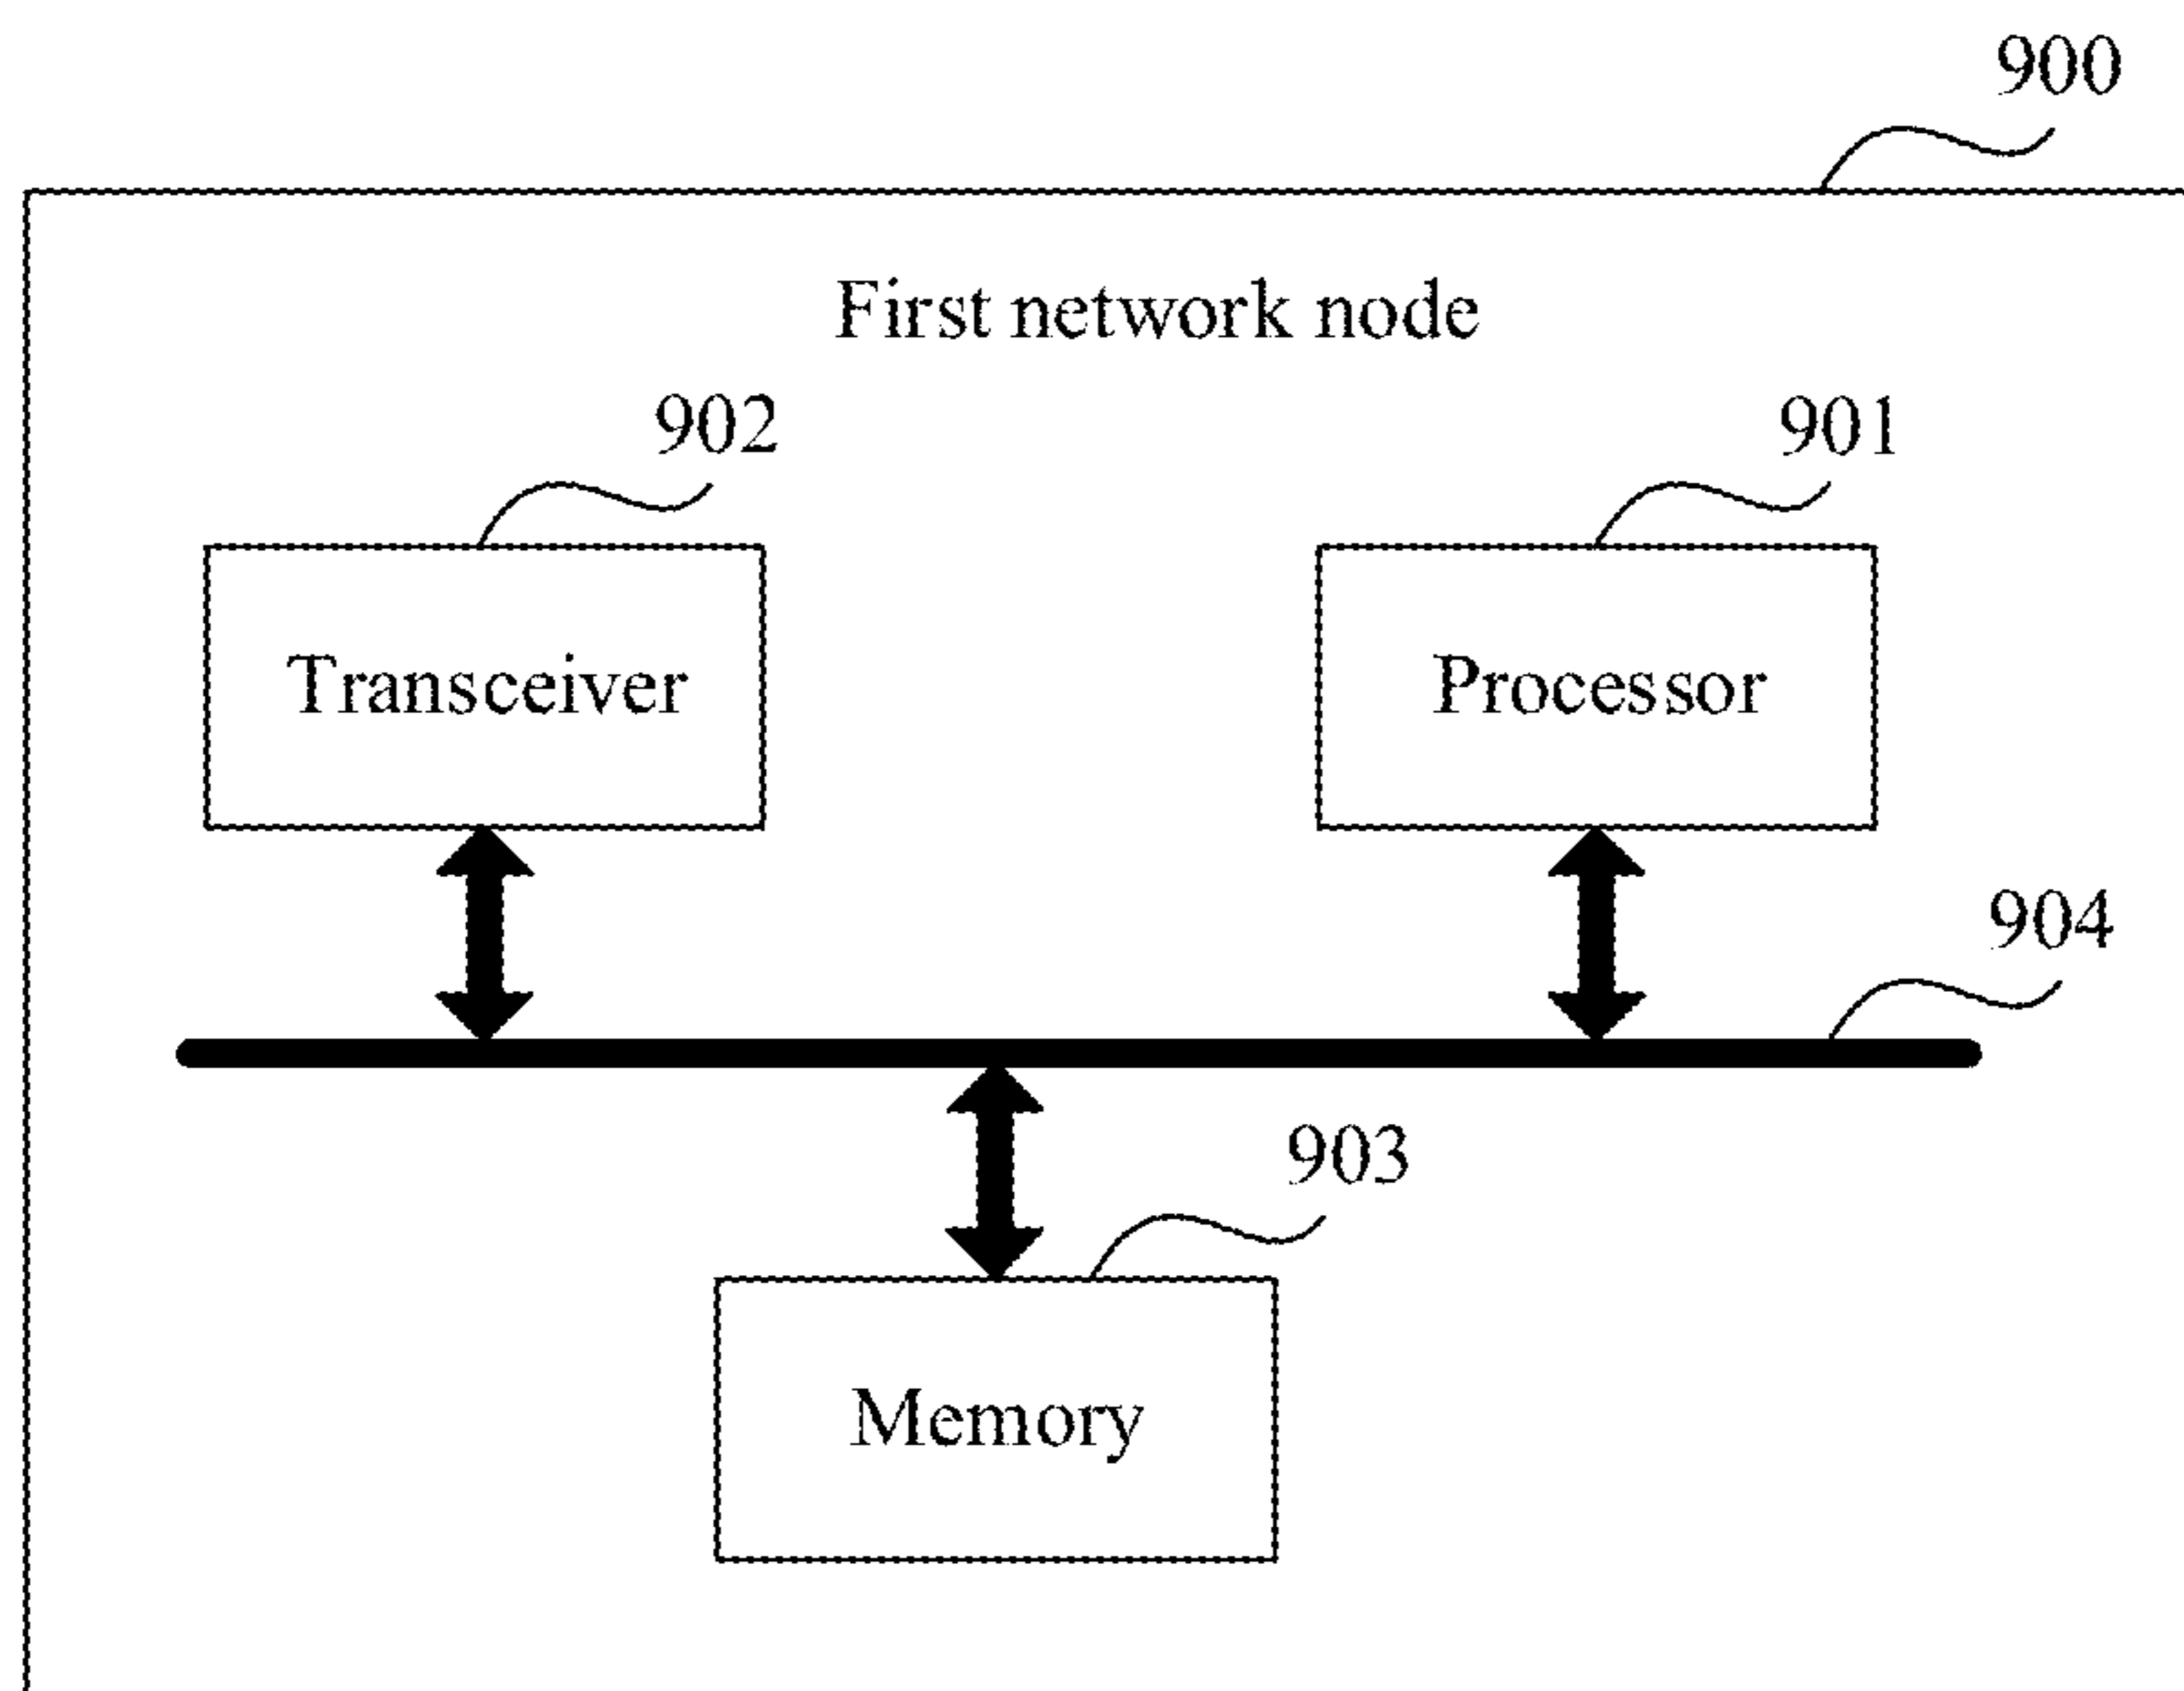 900
First network node
902
901
Transceiver
Processor
904
903
Memory